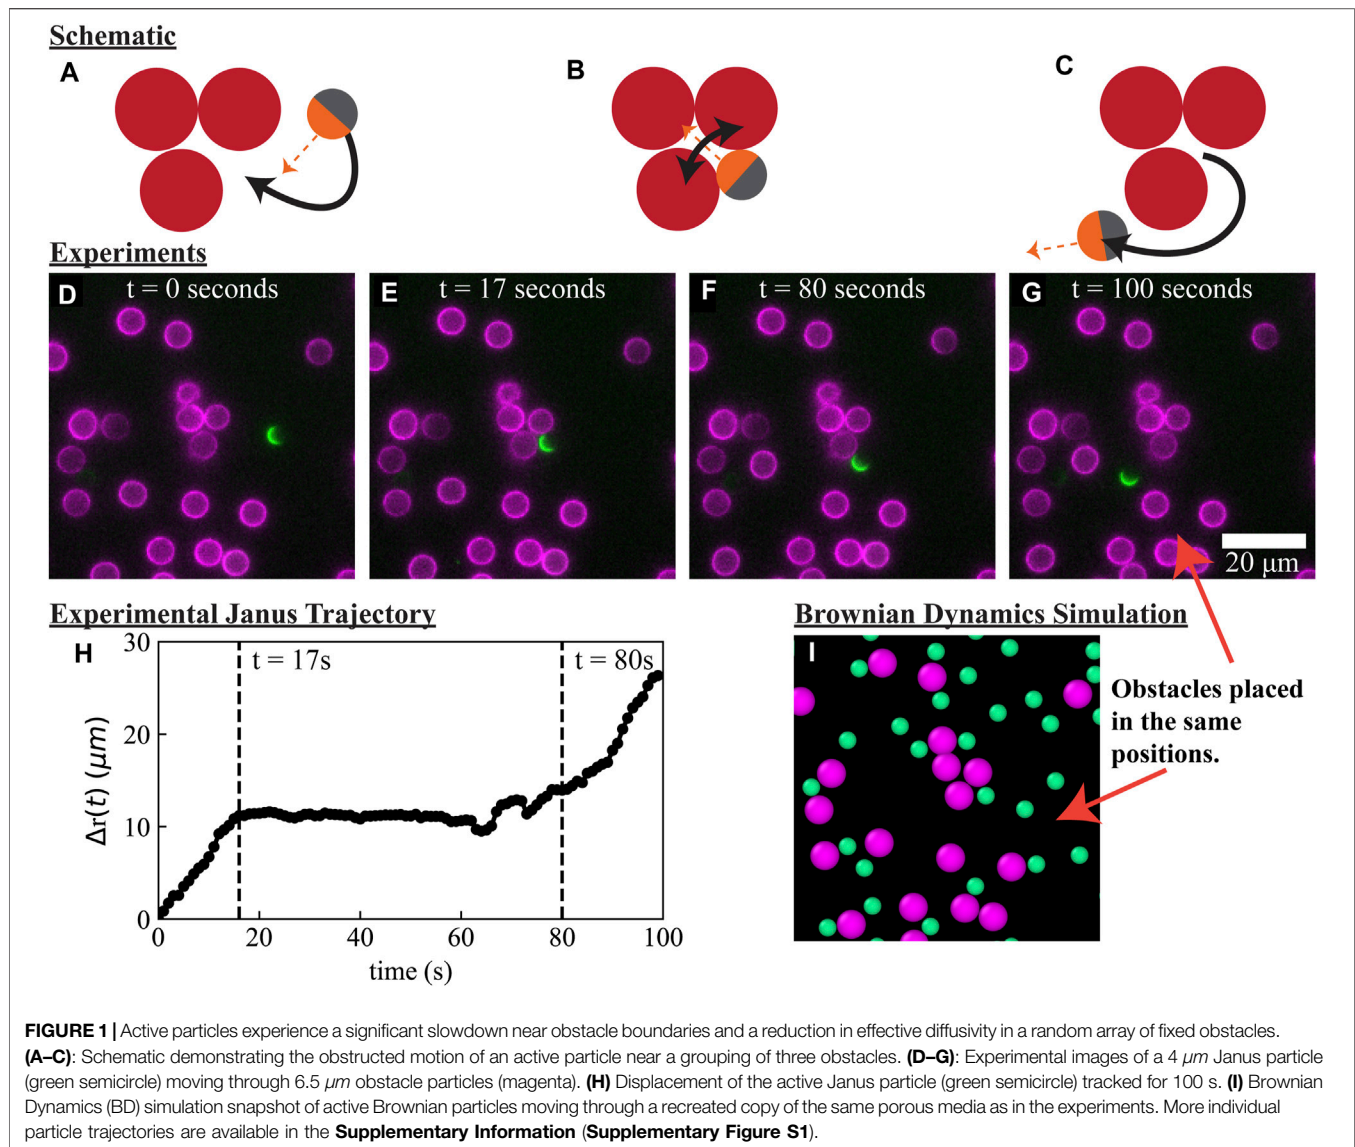 Schematic
A
B
C
Experiments
D t = 0 seconds
E t = 17 seconds
F t = 80 seconds
G t = 100 seconds
20 μm
Experimental Janus Trajectory
H
30
20
10
0
Δr(t) (μm)
t = 17s
t = 80s
0 20 40 60 80 100
time (s)
Brownian Dynamics Simulation
I
Obstacles placed
in the same
positions.
FIGURE 1 | Active particles experience a significant slowdown near obstacle boundaries and a reduction in effective diffusivity in a random array of fixed obstacles.
(A–C): Schematic demonstrating the obstructed motion of an active particle near a grouping of three obstacles. (D–G): Experimental images of a 4 μm Janus particle
(green semicircle) moving through 6.5 μm obstacle particles (magenta). (H) Displacement of the active Janus particle (green semicircle) tracked for 100 s. (I) Brownian
Dynamics (BD) simulation snapshot of active Brownian particles moving through a recreated copy of the same porous media as in the experiments. More individual
particle trajectories are available in the Supplementary Information (Supplementary Figure S1).